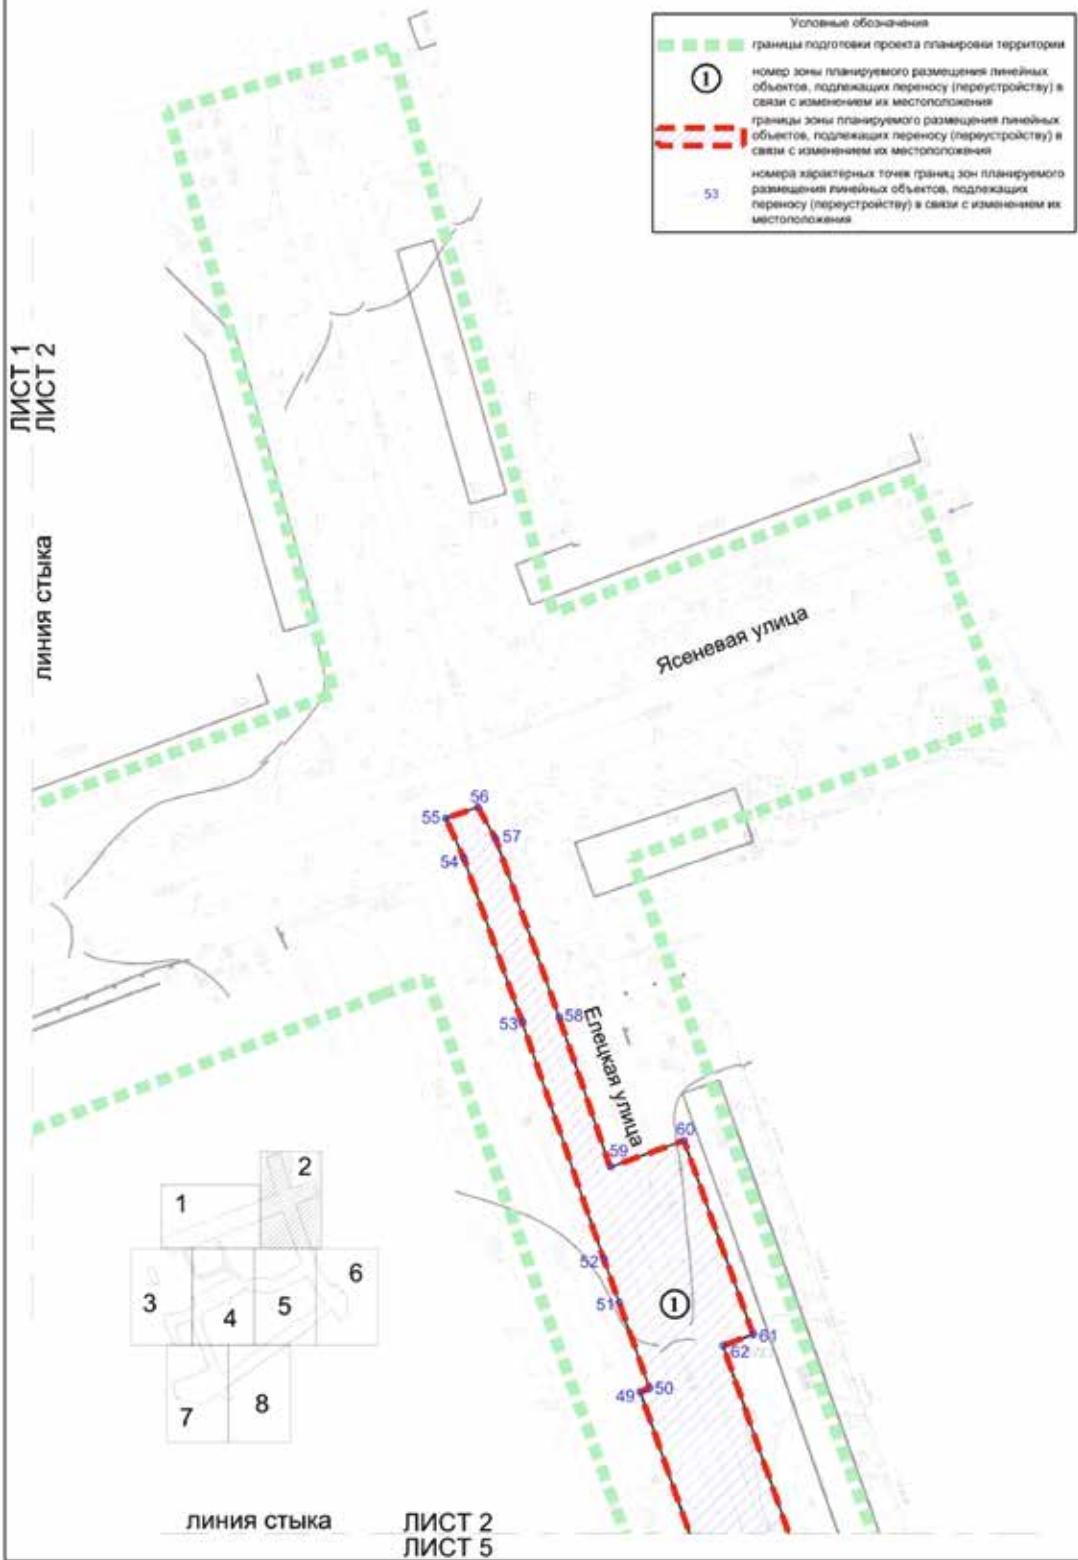 Условные обозначения
границы подготовки проекта планировки территории
1
номер зоны планируемого размещения линейных
объектов, подлежащих переносу (переустройству) в
связи с изменением их местоположения
границы зоны планируемого размещения линейных
объектов, подлежащих переносу (переустройству) в
связи с изменением их местоположения
53
номера характерных точек границ зон планируемого
размещения линейных объектов, подлежащих
переносу (переустройству) в связи с изменением их
местоположения
ЛИСТ 1
ЛИСТ 2
линия стыка
Ясеневая улица
56
55
57
54
58
53
Елецкая улица
60
59
52
51
1
61
62
50
49
2
1
6
3
4
5
7
8
линия стыка
ЛИСТ 2
ЛИСТ 5